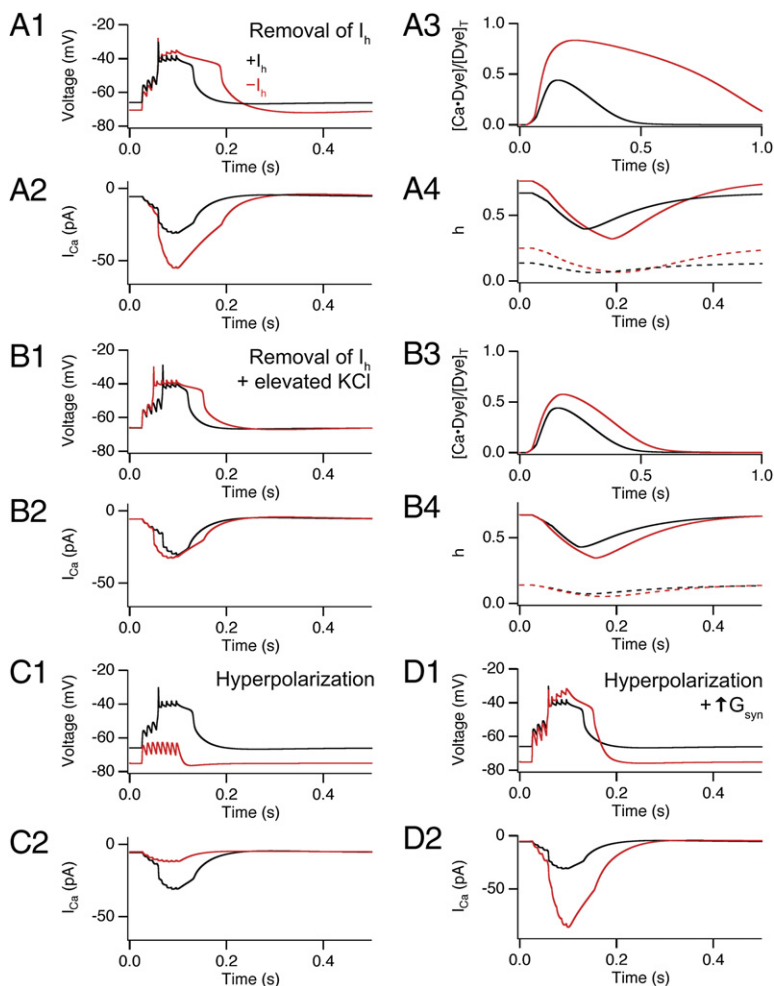 A1
Removal of Ih
+Ih
−Ih
Voltage (mV)
-20
-40
-60
-80
0.0 0.2 0.4
Time (s)
A3
[Ca•Dye]/[Dye]T
1.0
0.5
0.0
0.0 0.5 1.0
Time (s)
A2
ICa (pA)
0
-50
0.0 0.2 0.4
Time (s)
A4
h
0.5
0.0
0.0 0.2 0.4
Time (s)
B1
Removal of Ih
+ elevated KCl
Voltage (mV)
-20
-40
-60
-80
0.0 0.2 0.4
Time (s)
B3
[Ca•Dye]/[Dye]T
1.0
0.5
0.0
0.0 0.5 1.0
Time (s)
B2
ICa (pA)
0
-50
0.0 0.2 0.4
Time (s)
B4
h
0.5
0.0
0.0 0.2 0.4
Time (s)
C1
Hyperpolarization
Voltage (mV)
-20
-40
-60
-80
0.0 0.2 0.4
Time (s)
D1
Hyperpolarization
+ ↑Gsyn
Voltage (mV)
-20
-40
-60
-80
0.0 0.2 0.4
Time (s)
C2
ICa (pA)
0
-50
0.0 0.2 0.4
Time (s)
D2
ICa (pA)
0
-50
0.0 0.2 0.4
Time (s)